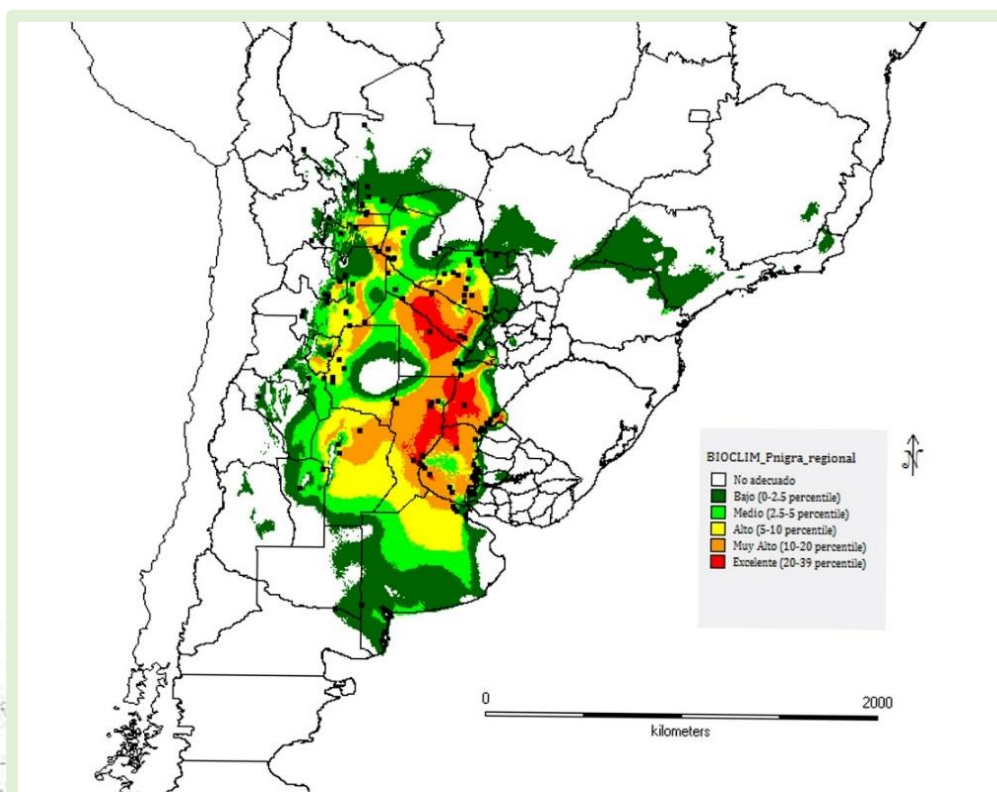 BIOCLIM_Pnigra_regional
No adecuado
Bajo (0-2.5 percentile)
Medio (2.5-5 percentile)
Alto (5-10 percentile)
Muy Alto (10-20 percentile)
Excelente (20-39 percentile)
N
0 2000
kilometers